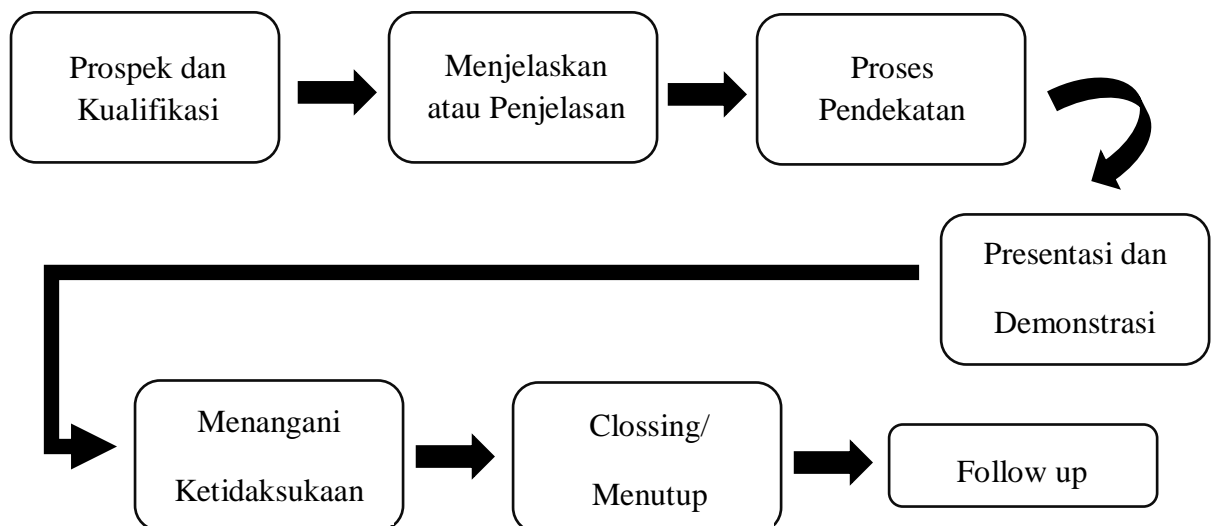 Prospek dan
Kualifikasi
Menjelaskan
atau Penjelasan
Proses
Pendekatan
Presentasi dan
Demonstrasi
Menangani
Ketidaksukaan
Clossing/
Menutup
Follow up